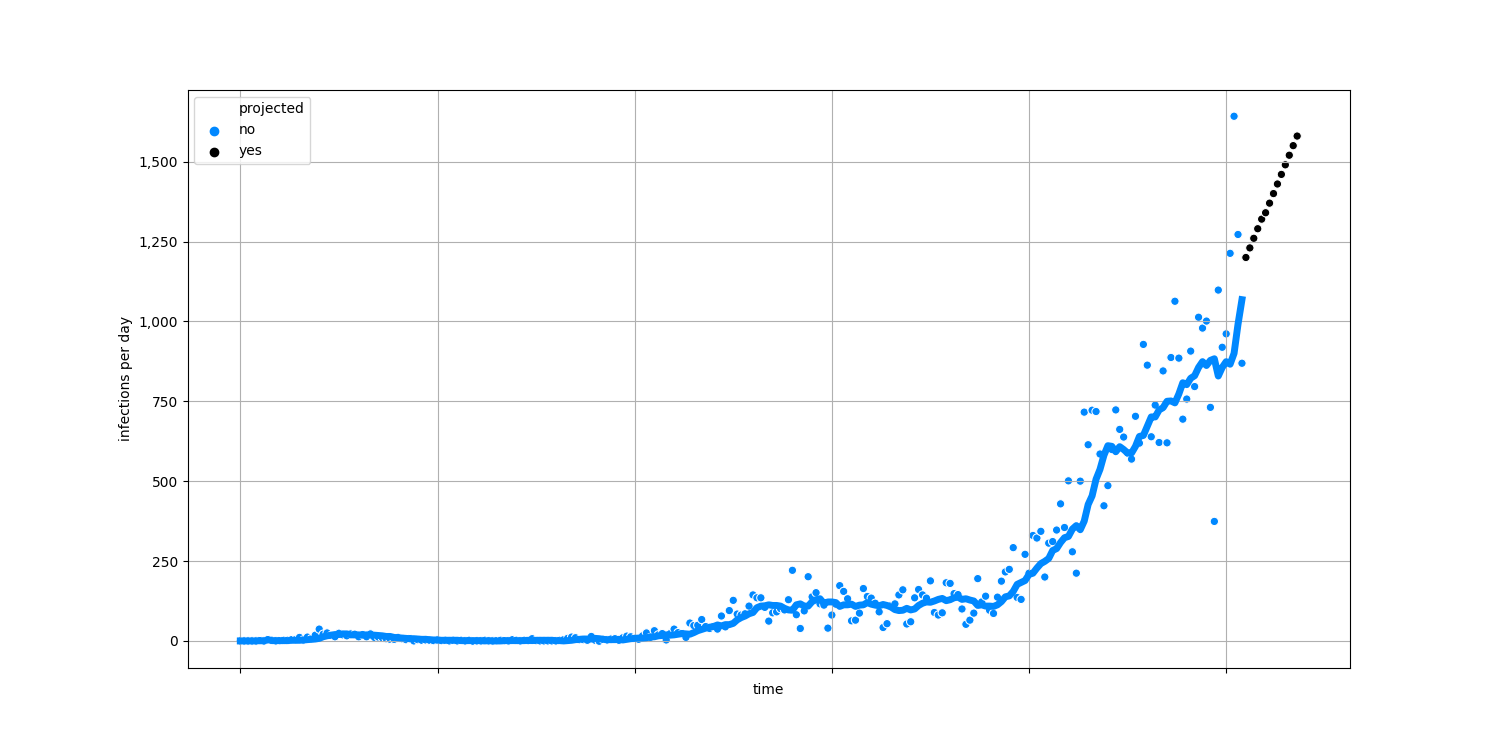 projected
no
yes
1,500
1,250
1,000
750
500
250
0
infections per day
time